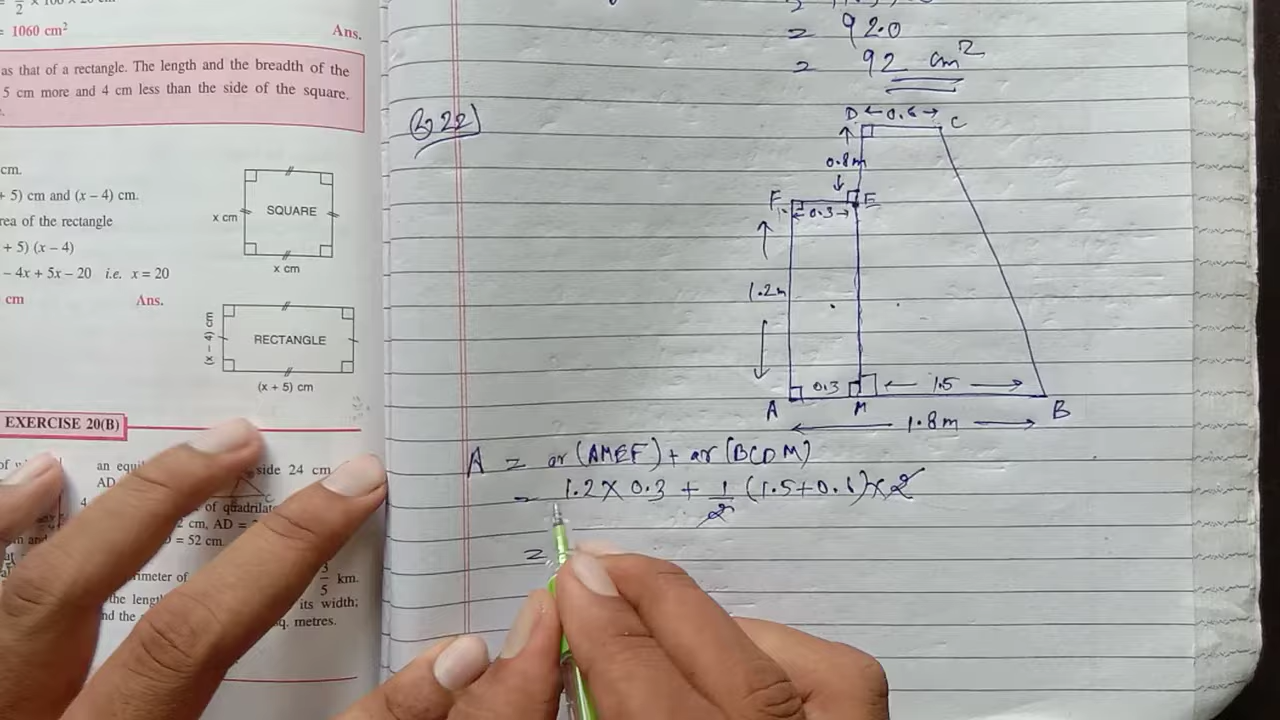 = 1060 cm² Ans.
as that of a rectangle. The length and the breadth of the
5 cm more and 4 cm less than the side of the square.
cm.
+ 5) cm and (x – 4) cm.
rea of the rectangle
+ 5) (x – 4)
– 4x + 5x – 20 i.e. x = 20
cm Ans.
x cm
SQUARE
x cm
(x – 4) cm
RECTANGLE
(x + 5) cm
EXERCISE 20(B)
an equil
side 24 cm
AD
of quadrilat
2 cm, AD =
= 52 cm.
rimeter of
3/5 km.
the lengt
its width;
nd the
q. metres.
= 92.0
= 92 cm²
Q22)
D ←0.6→ C
0.8m
F E
←0.3→
1.2m
0.3 ← 1.5 →
A M B
1.8m
A = ar (AMEF) + ar (BCDM)
= 1.2 × 0.3 + 1/2 (1.5+0.6) × 2
=